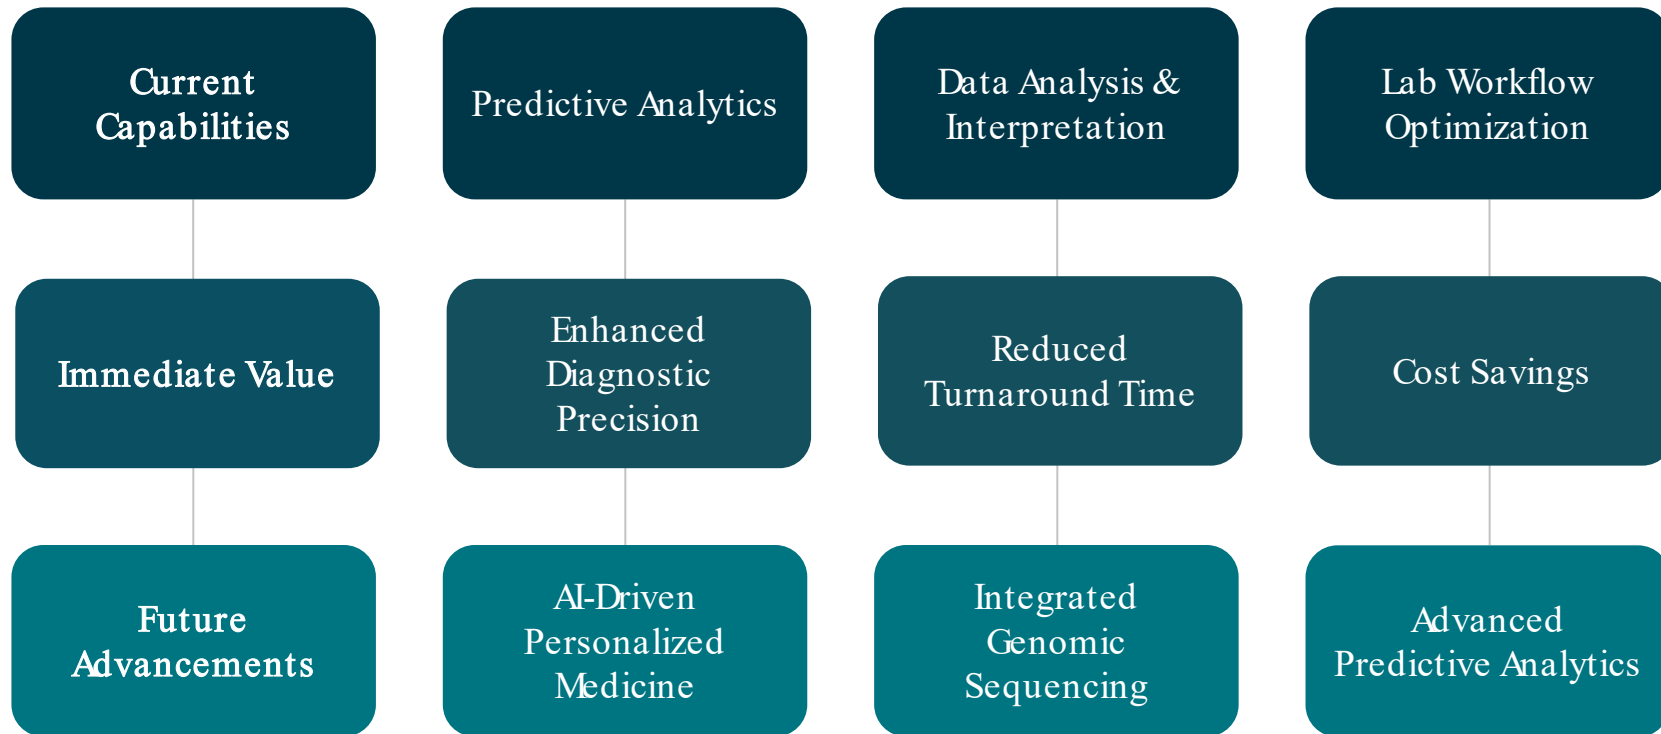 Current
Capabilities
Predictive Analytics
Data Analysis &
Interpretation
Lab Workflow
Optimization
Immediate Value
Enhanced
Diagnostic
Precision
Reduced
Turnaround Time
Cost Savings
Future
Advancements
AI-Driven
Personalized
Medicine
Integrated
Genomic
Sequencing
Advanced
Predictive Analytics